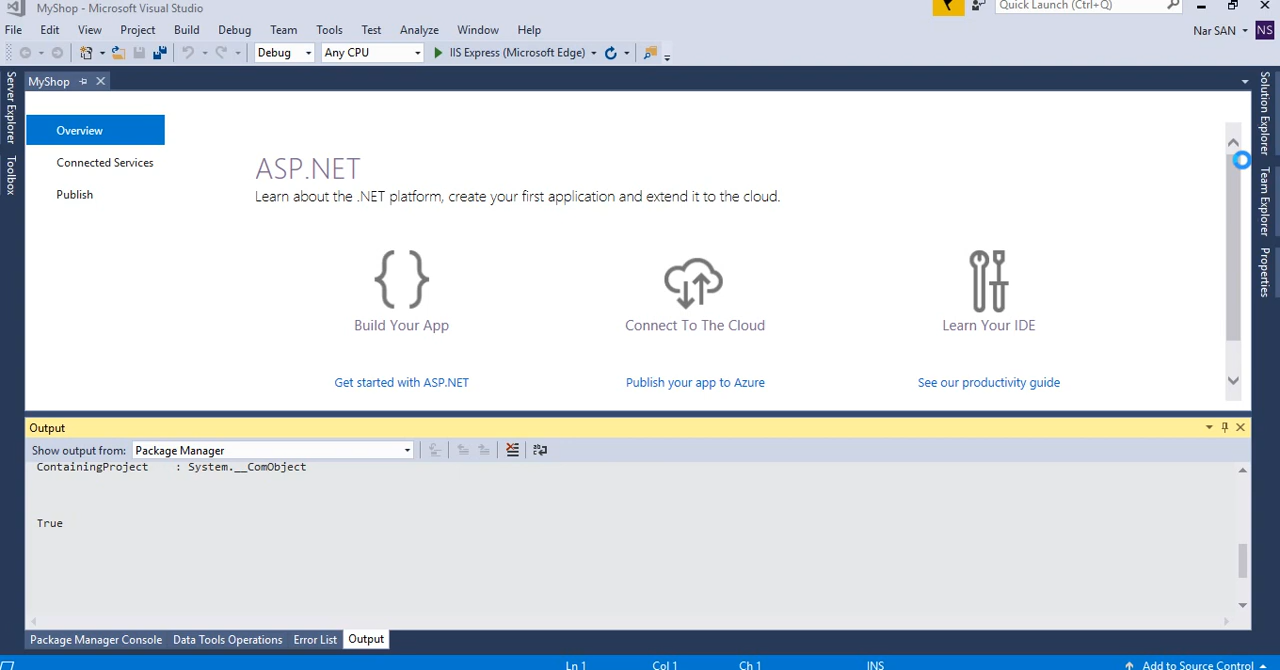 MyShop - Microsoft Visual Studio
Quick Launch (Ctrl+Q)
File Edit View Project Build Debug Team Tools Test Analyze Window Help
Nar SAN NS
Debug Any CPU IIS Express (Microsoft Edge)
MyShop
Server Explorer
Toolbox
Solution Explorer
Team Explorer
Properties
Overview
Connected Services
Publish
ASP.NET
Learn about the .NET platform, create your first application and extend it to the cloud.
Build Your App
Connect To The Cloud
Learn Your IDE
Get started with ASP.NET
Publish your app to Azure
See our productivity guide
Output
Show output from: Package Manager
ContainingProject : System.__ComObject
True
Package Manager Console Data Tools Operations Error List Output
Ln 1 Col 1 Ch 1 INS Add to Source Control